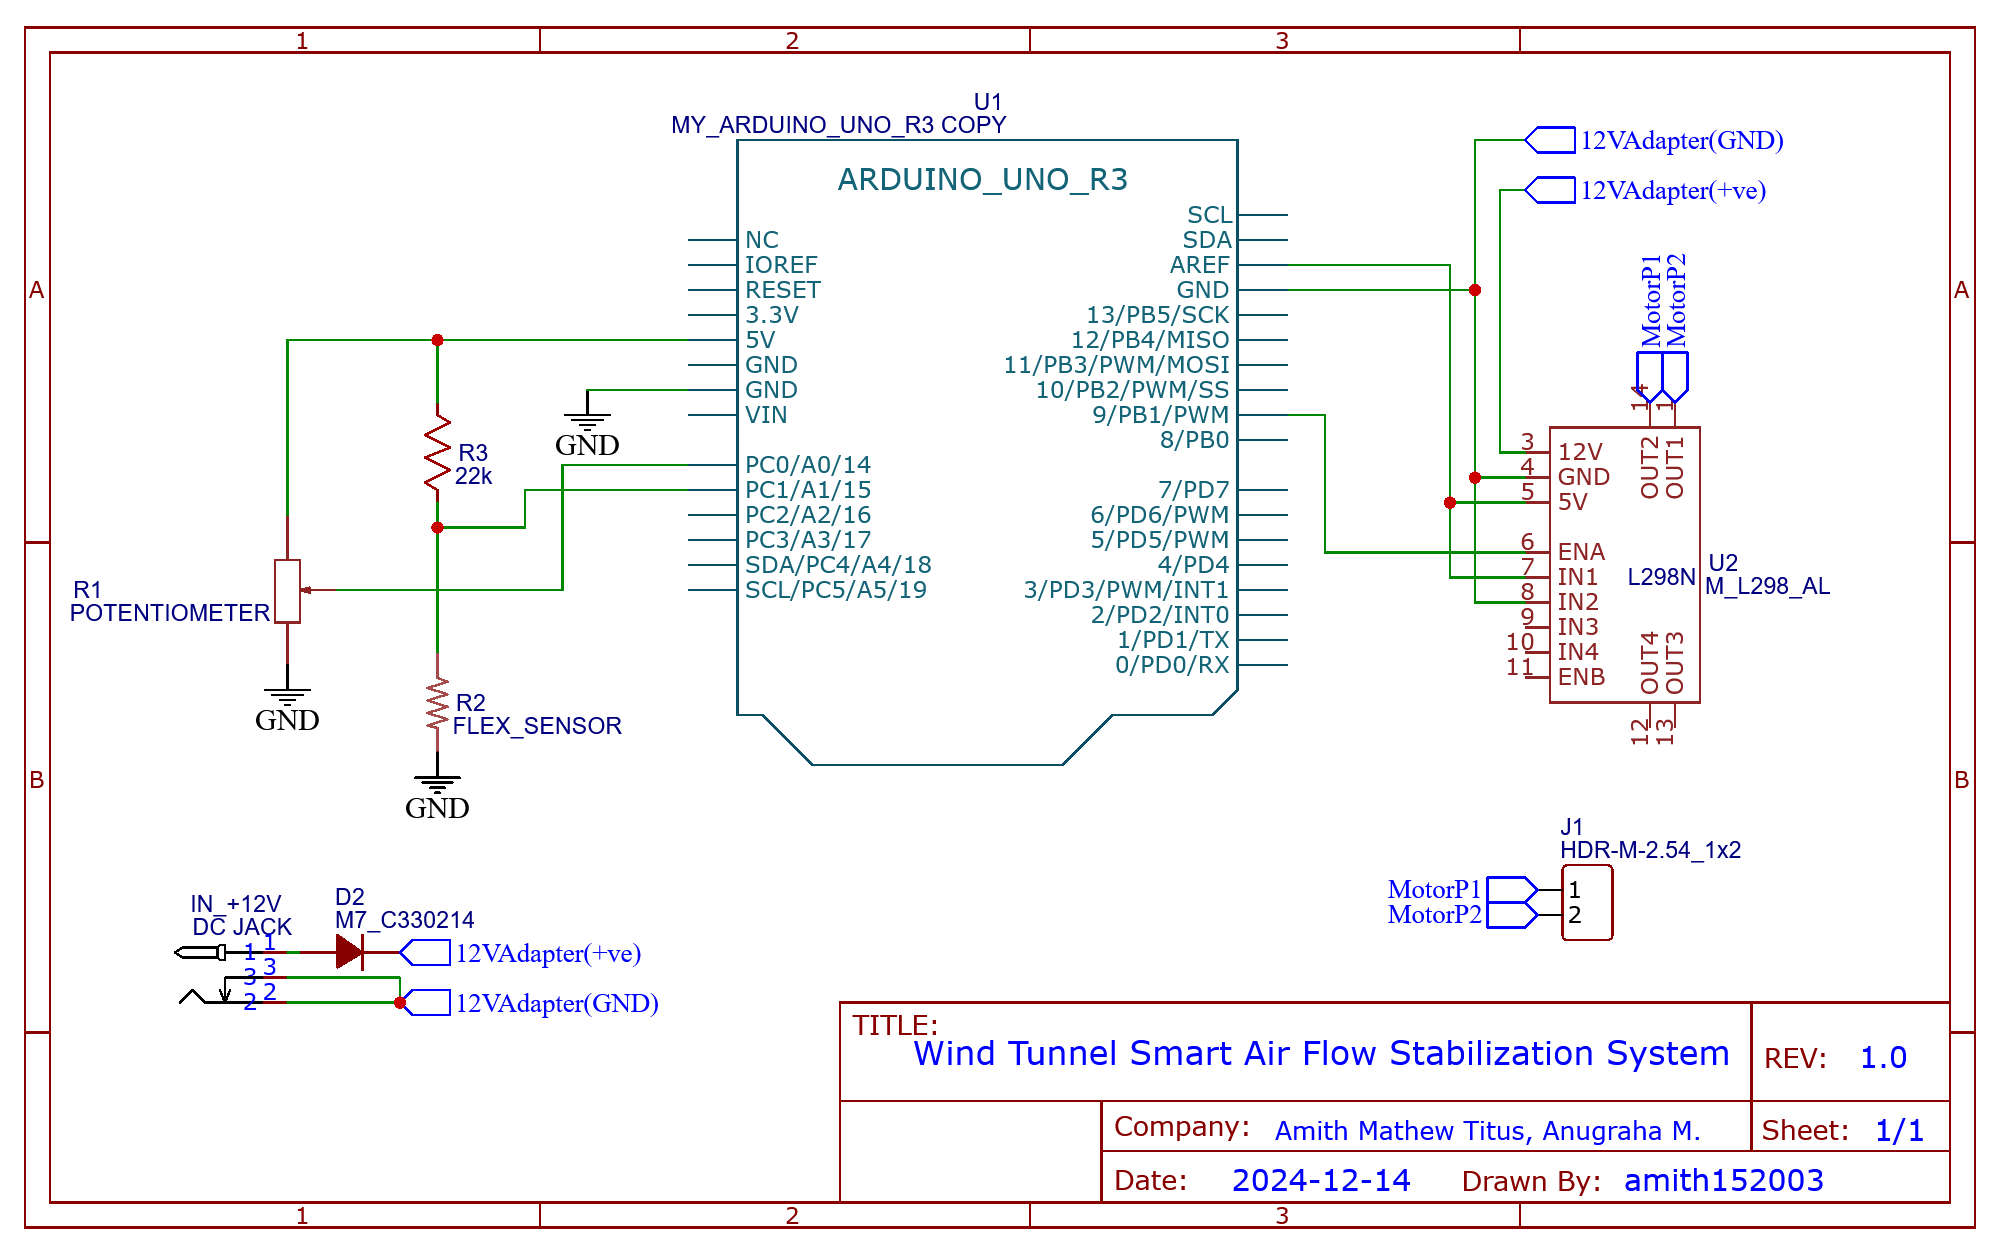 1 2 3
A A
B B
U1
MY_ARDUINO_UNO_R3 COPY
ARDUINO_UNO_R3
NC
IOREF
RESET
3.3V
5V
GND
GND
VIN
PC0/A0/14
PC1/A1/15
PC2/A2/16
PC3/A3/17
SDA/PC4/A4/18
SCL/PC5/A5/19
SCL
SDA
AREF
GND
13/PB5/SCK
12/PB4/MISO
11/PB3/PWM/MOSI
10/PB2/PWM/SS
9/PB1/PWM
8/PB0
7/PD7
6/PD6/PWM
5/PD5/PWM
4/PD4
3/PD3/PWM/INT1
2/PD2/INT0
1/PD1/TX
0/PD0/RX
GND
R3
22k
R1
POTENTIOMETER
GND
R2
FLEX_SENSOR
GND
12VAdapter(GND)
12VAdapter(+ve)
MotorP1
MotorP2
14
1
OUT2
OUT1
3 12V
4 GND
5 5V
6 ENA
7 IN1
8 IN2
9 IN3
10 IN4
11 ENB
L298N
U2
M_L298_AL
OUT4
OUT3
12
13
J1
HDR-M-2.54_1x2
MotorP1 1
MotorP2 2
IN_+12V
DC JACK
1 1
3 3
2 2
D2
M7_C330214
12VAdapter(+ve)
12VAdapter(GND)
TITLE:
Wind Tunnel Smart Air Flow Stabilization System
REV: 1.0
Company: Amith Mathew Titus, Anugraha M.
Sheet: 1/1
Date: 2024-12-14
Drawn By: amith152003
1 2 3